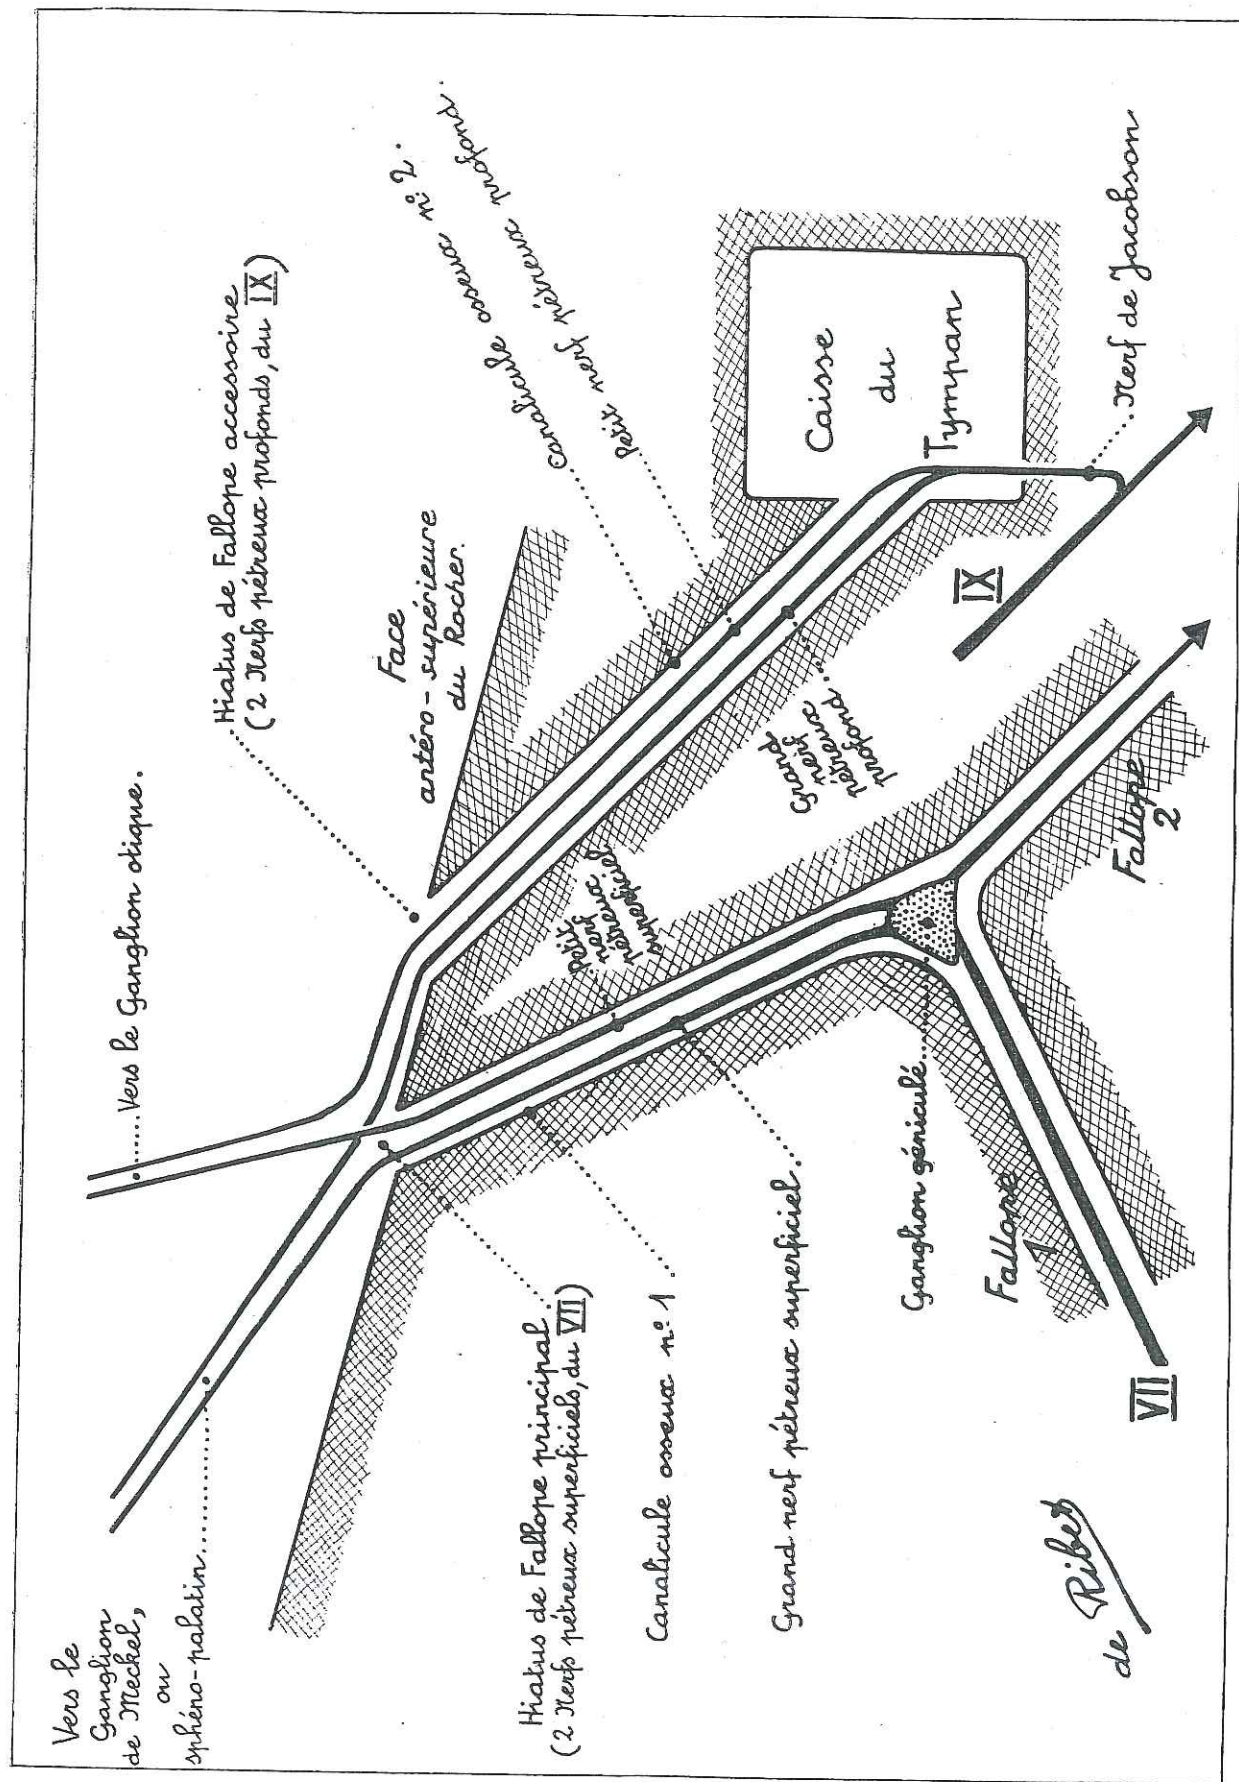 Vers le
Ganglion
de Meckel,
ou
sphéno-palatin
Vers le Ganglion otique.
Hiatus de Fallope accessoire
(2 Nerfs pétreux profonds, du IX)
Face
antéro-supérieure
du Rocher.
Canalicule osseux n° 2.
Petit nerf pétreux profond.
Hiatus de Fallope principal
(2 Nerfs pétreux superficiels, du VII)
Canalicule osseux n° 1
Grand nerf pétreux superficiel.
Petit
nerf
pétreux
superficiel
Grand
nerf
pétreux
profond
Caisse
du
Tympan
Ganglion géniculé
Fallope
1
Fallope
2
VII
IX
Nerf de Jacobson
de Ribet